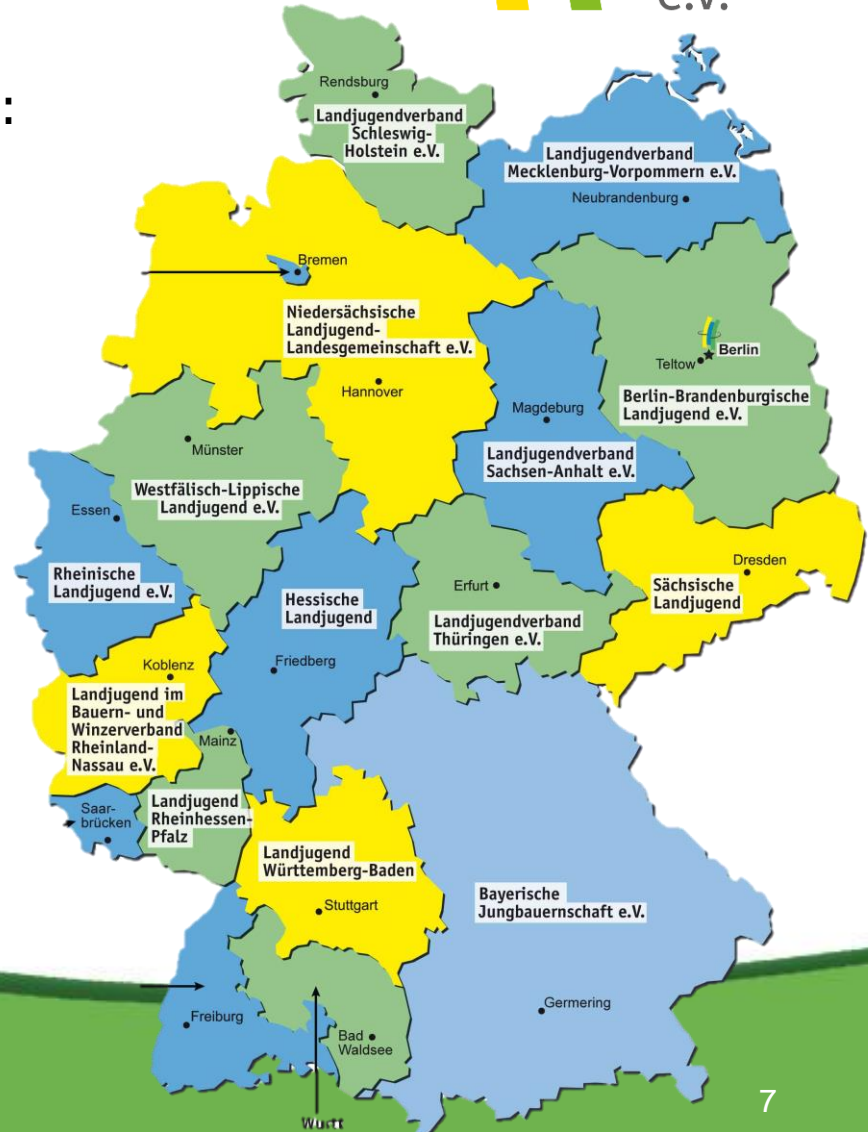 e.V.
:
Rendsburg
Landjugendverband
Schleswig-
Holstein e.V.
Landjugendverband
Mecklenburg-Vorpommern e.V.
Neubrandenburg
Bremen
Niedersächsische
Landjugend-
Landesgemeinschaft e.V.
Hannover
Berlin
Teltow
Berlin-Brandenburgische
Landjugend e.V.
Magdeburg
Landjugendverband
Sachsen-Anhalt e.V.
Münster
Westfälisch-Lippische
Landjugend e.V.
Essen
Rheinische
Landjugend e.V.
Hessische
Landjugend
Friedberg
Erfurt
Landjugendverband
Thüringen e.V.
Dresden
Sächsische
Landjugend
Koblenz
Landjugend im
Bauern- und
Winzerverband
Rheinland-
Nassau e.V.
Mainz
Saar-
brücken
Landjugend
Rheinhessen-
Pfalz
Landjugend
Württemberg-Baden
Stuttgart
Bayerische
Jungbauernschaft e.V.
Germering
Freiburg
Bad
Waldsee
7